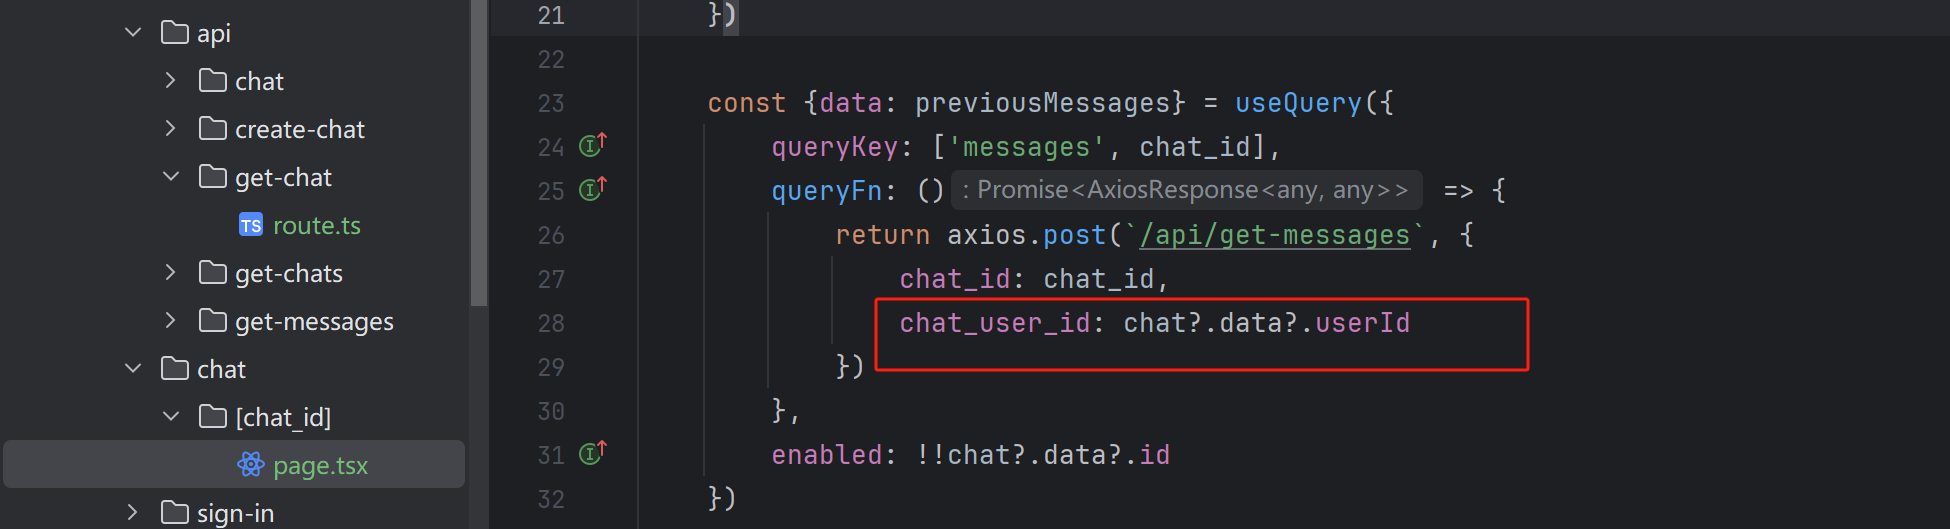 api
chat
create-chat
get-chat
TS route.ts
get-chats
get-messages
chat
[chat_id]
page.tsx
sign-in
21 })
22
23 const {data: previousMessages} = useQuery({
24 queryKey: ['messages', chat_id],
25 queryFn: () : Promise<AxiosResponse<any, any>> => {
26 return axios.post(`/api/get-messages`, {
27 chat_id: chat_id,
28 chat_user_id: chat?.data?.userId
29 })
30 },
31 enabled: !!chat?.data?.id
32 })